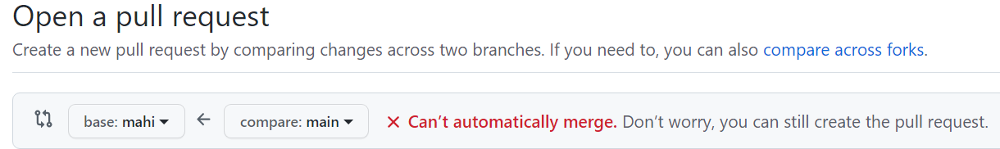 Open a pull request
Create a new pull request by comparing changes across two branches. If you need to, you can also compare across forks.
base: mahi compare: main Can’t automatically merge. Don’t worry, you can still create the pull request.